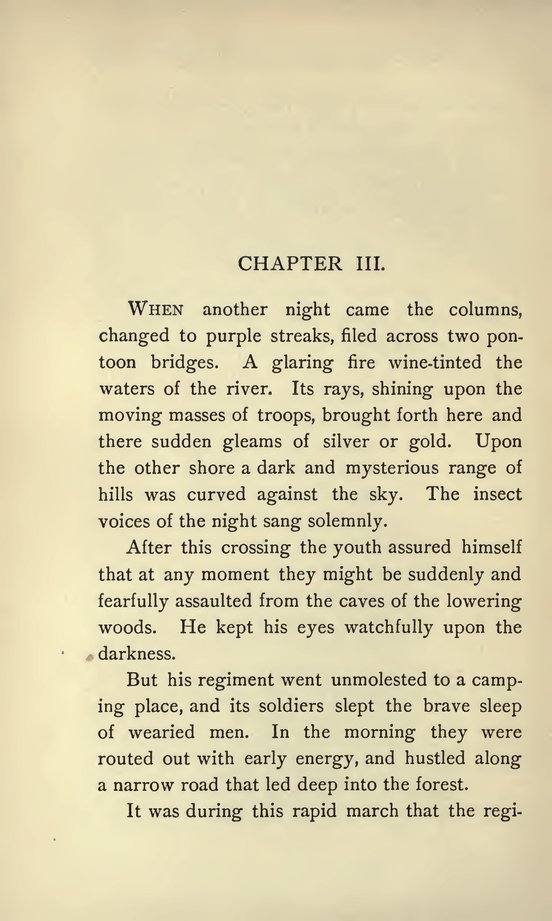 CHAPTER III.
WHEN another night came the columns,
changed to purple streaks, filed across two pon-
toon bridges. A glaring fire wine-tinted the
waters of the river. Its rays, shining upon the
moving masses of troops, brought forth here and
there sudden gleams of silver or gold. Upon
the other shore a dark and mysterious range of
hills was curved against the sky. The insect
voices of the night sang solemnly.
After this crossing the youth assured himself
that at any moment they might be suddenly and
fearfully assaulted from the caves of the lowering
woods. He kept his eyes watchfully upon the
darkness.
But his regiment went unmolested to a camp-
ing place, and its soldiers slept the brave sleep
of wearied men. In the morning they were
routed out with early energy, and hustled along
a narrow road that led deep into the forest.
It was during this rapid march that the regi-